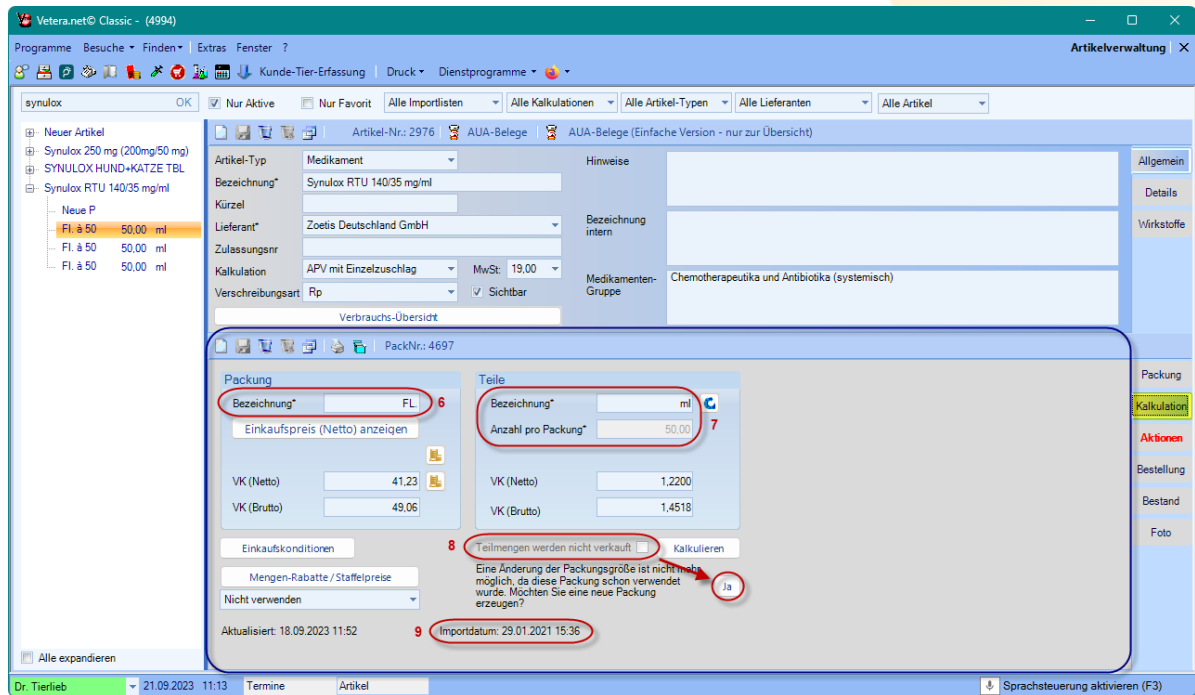 Vetera.net© Classic - (4994)
Programme Besuche Finden Extras Fenster ? Artikelverwaltung
Kunde-Tier-Erfassung Druck Dienstprogramme
synulox OK Nur Aktive Nur Favorit Alle Importlisten Alle Kalkulationen Alle Artikel-Typen Alle Lieferanten Alle Artikel
Neuer Artikel
Synulox 250 mg (200mg/50 mg)
SYNULOX HUND+KATZE TBL
Synulox RTU 140/35 mg/ml
Neue P
Fl. à 50 50,00 ml
Fl. à 50 50,00 ml
Fl. à 50 50,00 ml
Alle expandieren
Artikel-Nr.: 2976 AUA-Belege AUA-Belege (Einfache Version - nur zur Übersicht)
Artikel-Typ Medikament
Bezeichnung* Synulox RTU 140/35 mg/ml
Kürzel
Lieferant* Zoetis Deutschland GmbH
Zulassungsnr
Kalkulation APV mit Einzelzuschlag MwSt: 19,00
Verschreibungsart Rp Sichtbar
Verbrauchs-Übersicht
Hinweise
Bezeichnung
intern
Medikamenten-
Gruppe
Chemotherapeutika und Antibiotika (systemisch)
Allgemein
Details
Wirkstoffe
PackNr.: 4697
Packung
Bezeichnung* FL. 6
Einkaufspreis (Netto) anzeigen
VK (Netto) 41,23
VK (Brutto) 49,06
Teile
Bezeichnung* ml
Anzahl pro Packung* 50,00 7
VK (Netto) 1,2200
VK (Brutto) 1,4518
Einkaufskonditionen
Mengen-Rabatte / Staffelpreise
Nicht verwenden
8 Teilmengen werden nicht verkauft Kalkulieren
Eine Änderung der Packungsgröße ist nicht mehr
möglich, da diese Packung schon verwendet
wurde. Möchten Sie eine neue Packung
erzeugen?
Ja
Aktualisiert: 18.09.2023 11:52 9 Importdatum: 29.01.2021 15:36
Packung
Kalkulation
Aktionen
Bestellung
Bestand
Foto
Dr. Tierlieb 21.09.2023 11:13 Termine Artikel Sprachsteuerung aktivieren (F3)